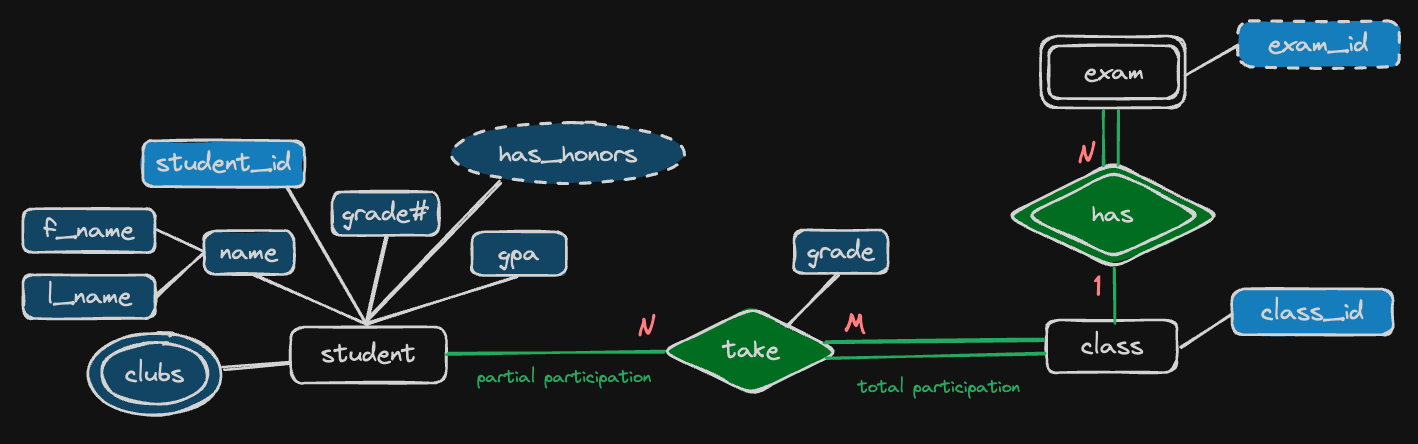 exam_id
exam
student_id
has_honors
N
grade#
f_name
name
has
gpa
grade
l_name
1
class_id
N
M
clubs
student
take
class
partial participation
total participation